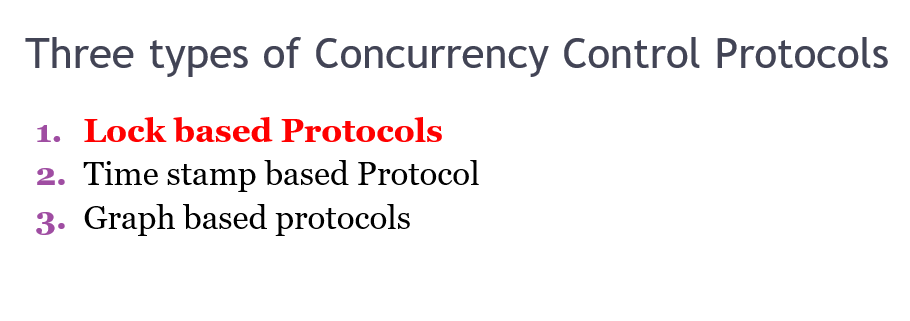 Three types of Concurrency Control Protocols
1. Lock based Protocols
2. Time stamp based Protocol
3. Graph based protocols